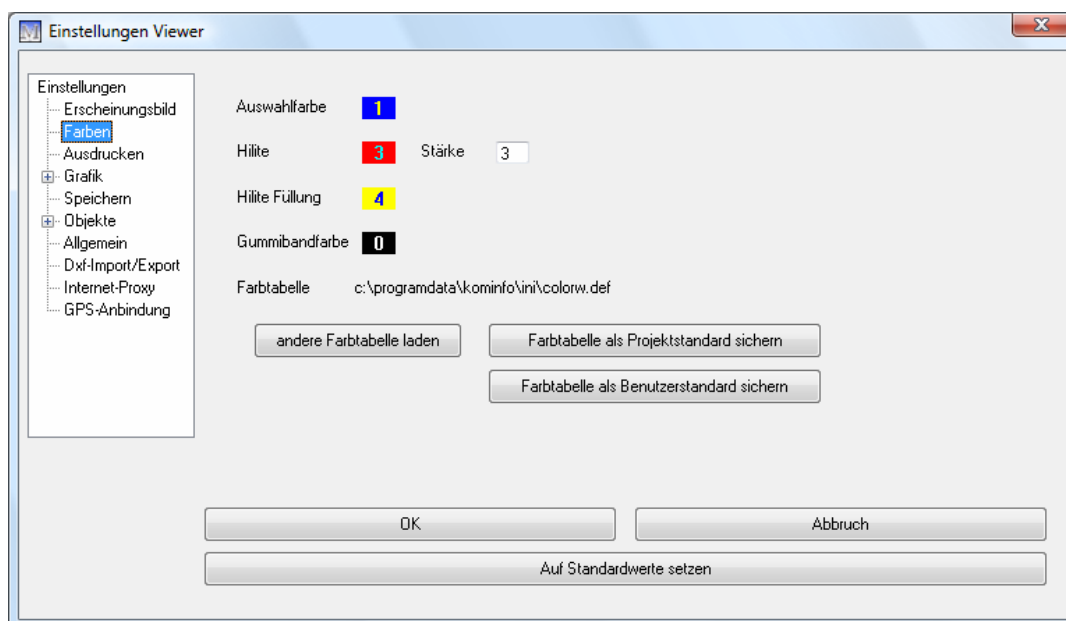 Einstellungen Viewer
Einstellungen
Erscheinungsbild
Farben
Ausdrucken
Grafik
Speichern
Objekte
Allgemein
Dxf-Import/Export
Internet-Proxy
GPS-Anbindung
Auswahlfarbe 1
Hilite 3 Stärke 3
Hilite Füllung 4
Gummibandfarbe 0
Farbtabelle c:\programdata\kominfo\ini\colorw.def
andere Farbtabelle laden Farbtabelle als Projektstandard sichern
Farbtabelle als Benutzerstandard sichern
OK Abbruch
Auf Standardwerte setzen